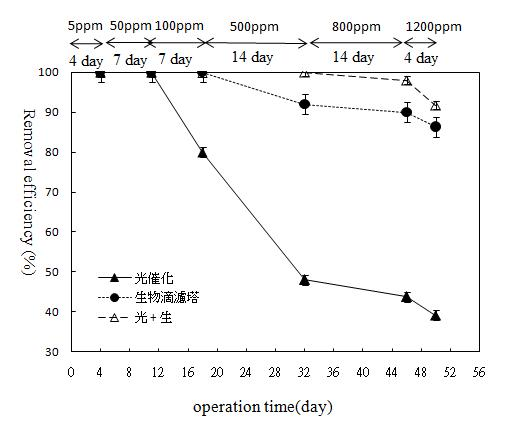 5ppm 50ppm 100ppm 500ppm 800ppm 1200ppm
4 day 7 day 7 day 14 day 14 day 4 day
100
90
80
70
60
50
40
30
Removal efficiency (%)
光催化
生物滴濾塔
光+生
0 4 8 12 16 20 24 28 32 36 40 44 48 52 56
operation time(day)